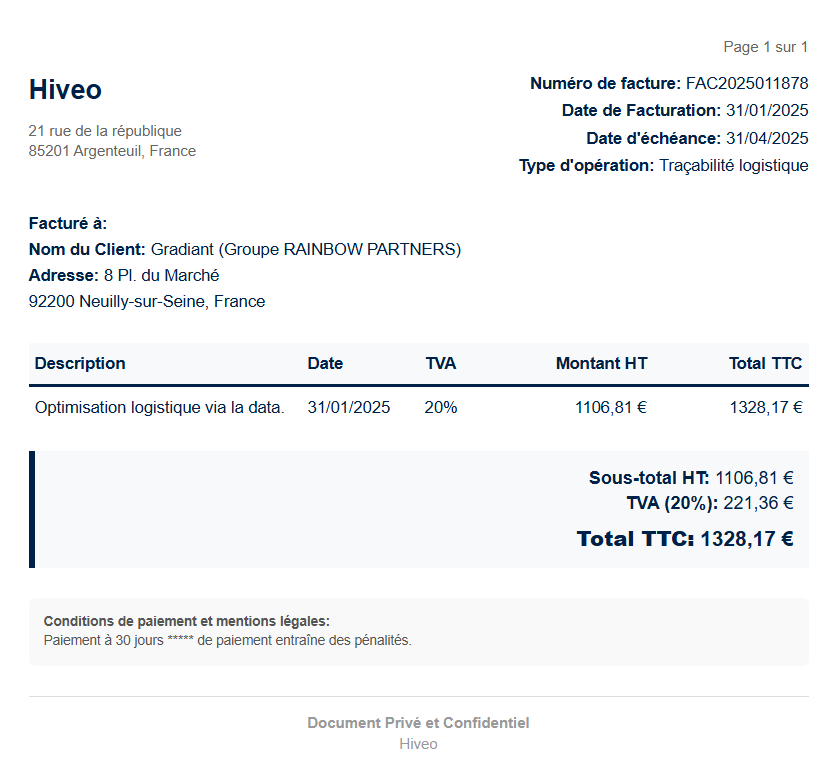 Page 1 sur 1
Hiveo
21 rue de la république
85201 Argenteuil, France
Numéro de facture: FAC2025011878
Date de Facturation: 31/01/2025
Date d'échéance: 31/04/2025
Type d'opération: Traçabilité logistique
Facturé à:
Nom du Client: Gradiant (Groupe RAINBOW PARTNERS)
Adresse: 8 Pl. du Marché
92200 Neuilly-sur-Seine, France
Description Date TVA Montant HT Total TTC
Optimisation logistique via la data. 31/01/2025 20% 1106,81 € 1328,17 €
Sous-total HT: 1106,81 €
TVA (20%): 221,36 €
Total TTC: 1328,17 €
Conditions de paiement et mentions légales:
Paiement à 30 jours ***** de paiement entraîne des pénalités.
Document Privé et Confidentiel
Hiveo